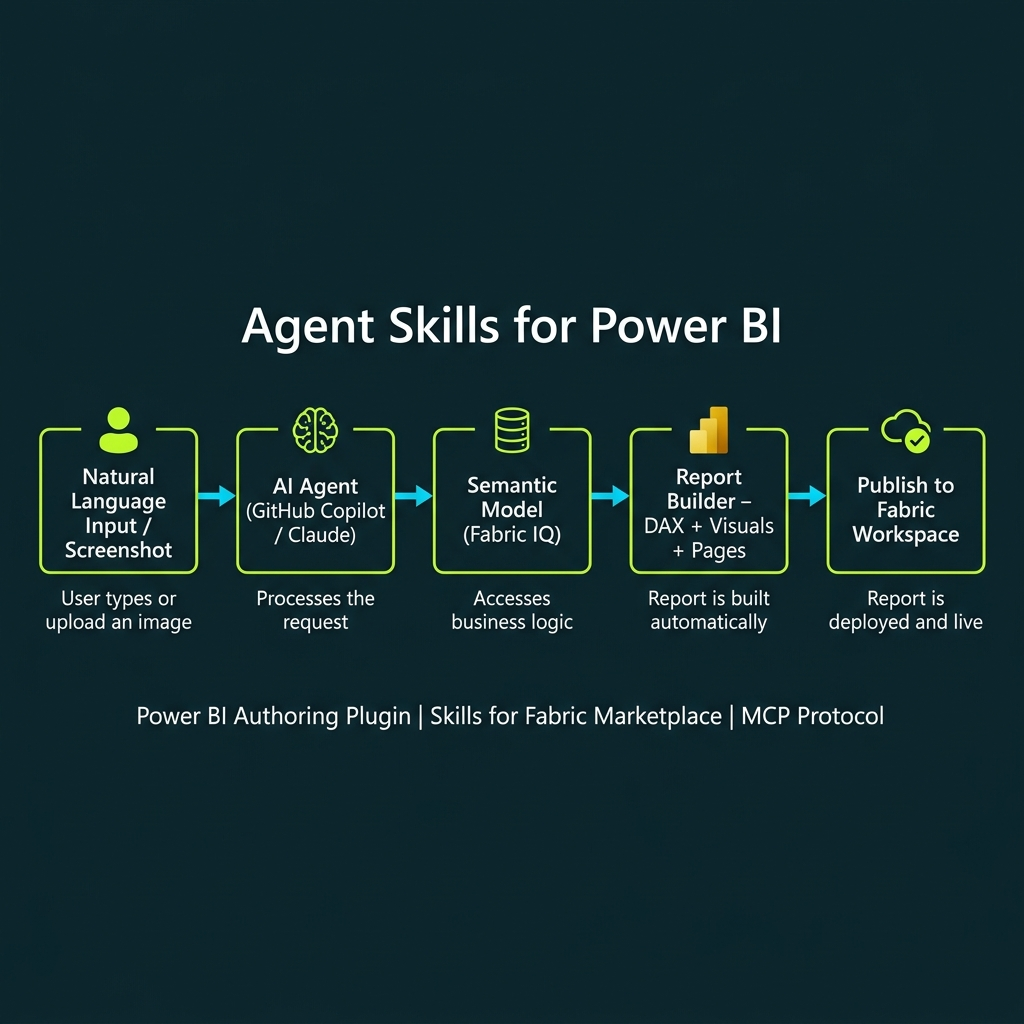 Agent Skills for Power BI
Natural
Language
Input /
Screenshot
AI Agent
(GitHub Copilot
/ Claude)
Semantic
Model
(Fabric IQ)
Report
Builder –
DAX + Visuals
+ Pages
Publish to
Fabric
Workspace
User types or
upload an image
Processes the
request
Accesses
business logic
Report is built
automatically
Report is
deployed and live
Power BI Authoring Plugin | Skills for Fabric Marketplace | MCP Protocol